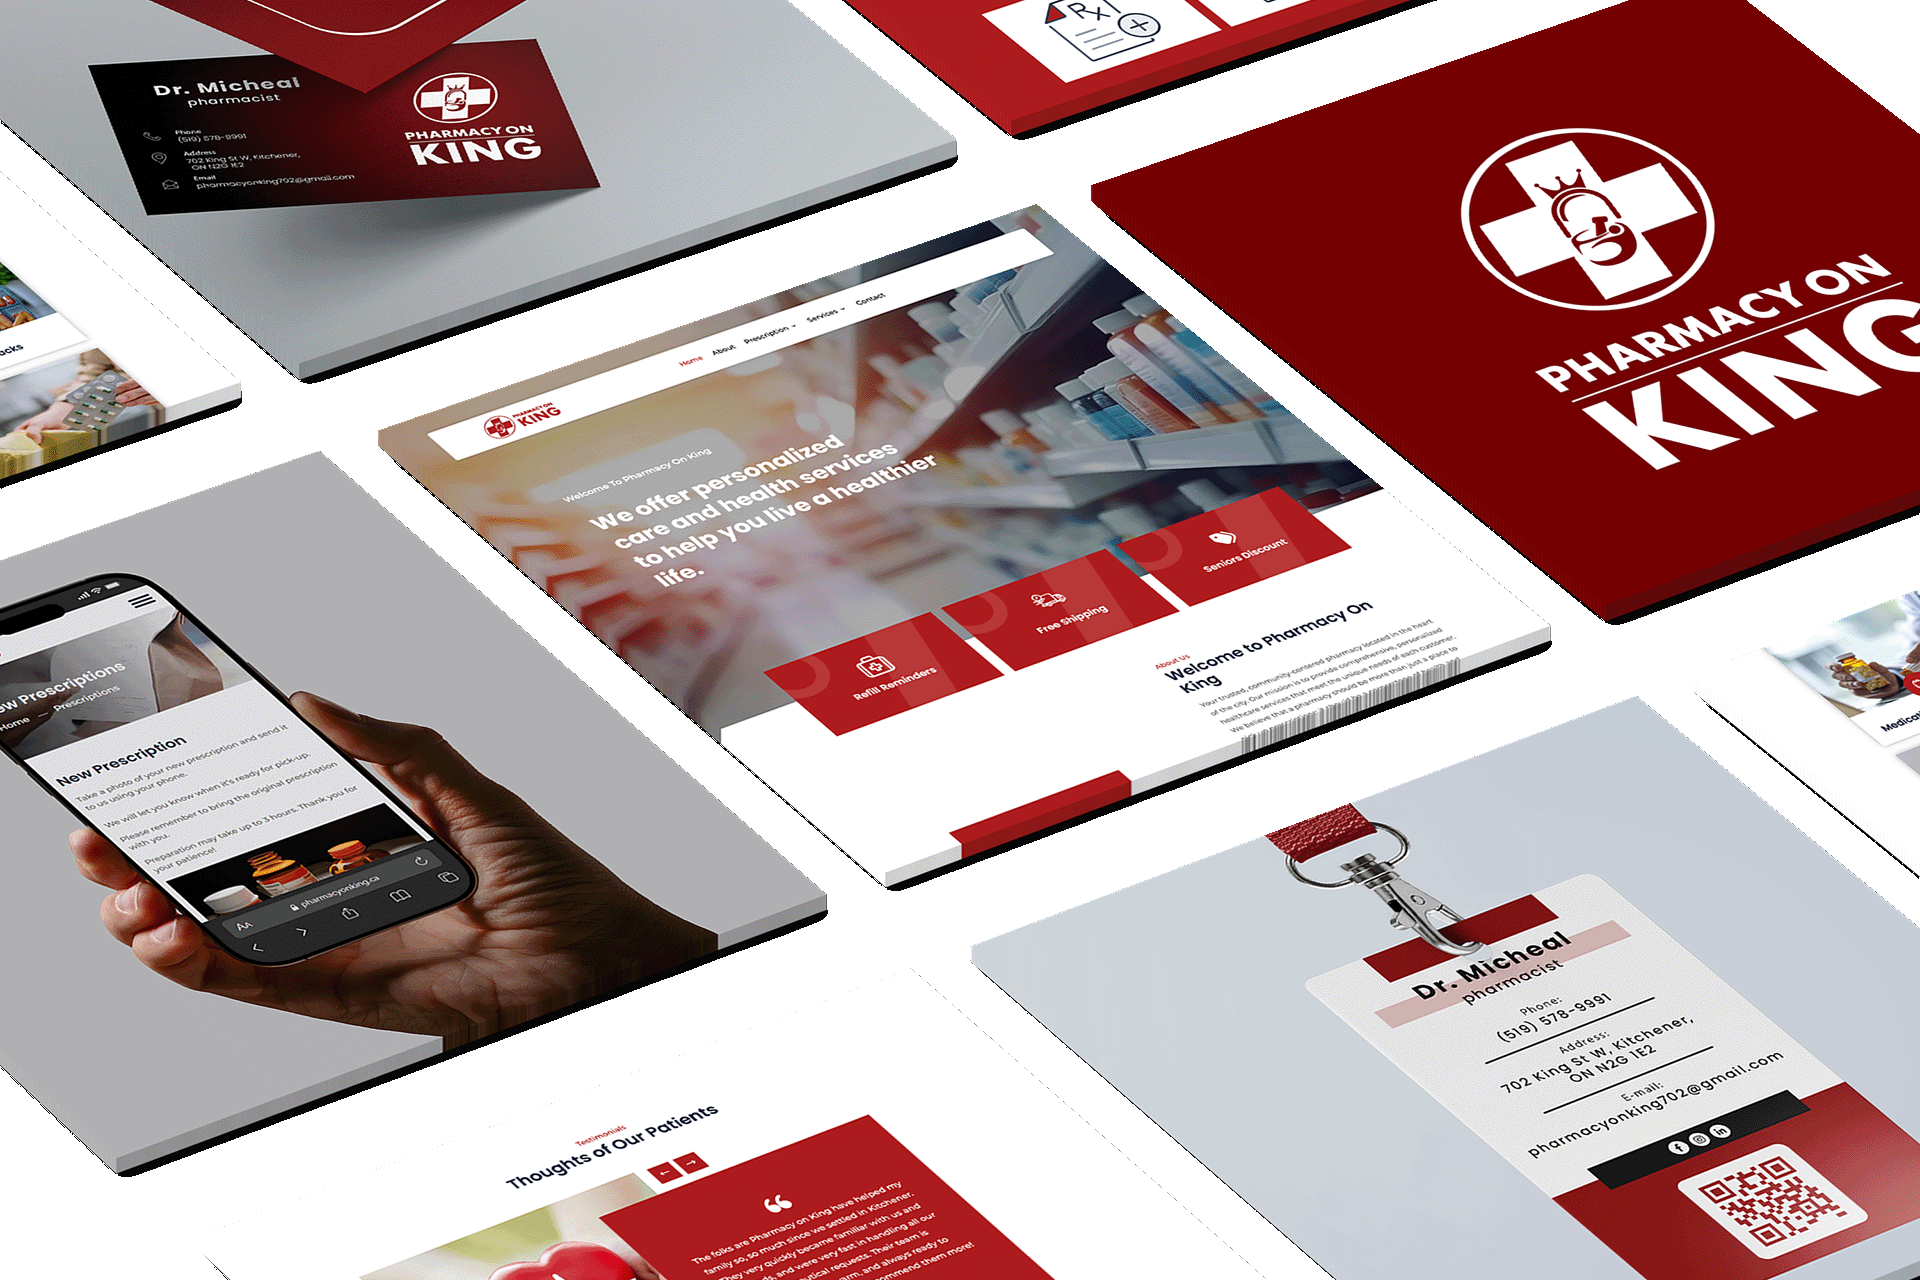 Dr. Micheal
pharmacist
Phone
(519) 578-9991
Address
702 King St W, Kitchener,
ON N2G 1E2
Email
pharmacyonking702@gmail.com
PHARMACY ON
KING
Rx
PHARMACY ON
KING
acks
PHARMACY ON
KING
Home About Prescription Services Contact
Welcome To Pharmacy On King
We offer personalized
care and health services
to help you live a healthier
life.
Refill Reminders
Free Shipping
Seniors Discount
About Us
Welcome to Pharmacy On
King
Your trusted, community-centered pharmacy located in the heart
of the city. Our mission is to provide comprehensive, personalized
healthcare services that meet the unique needs of each customer.
We believe that a pharmacy should be more than just a place to
ew Prescriptions
Home — Prescriptions
New Prescription
Take a photo of your new prescription and send it
to us using your phone.
We will let you know when it's ready for pick-up.
Please remember to bring the original prescription
with you.
Preparation may take up to 3 hours. Thank you for
your patience!
AA pharmacyonking.ca
Medicati
Dr. Micheal
pharmacist
Phone:
(519) 578-9991
Address:
702 King St W, Kitchener,
ON N2G 1E2
E-mail:
pharmacyonking702@gmail.com
Testimonials
Thoughts of Our Patients
The folks are Pharmacy on King have helped my
family so, so much since we settled in Kitchener.
They very quickly became familiar with us and
ds, and were very fast in handling all our
utical requests. Their team is
arm, and always ready to
commend them more!